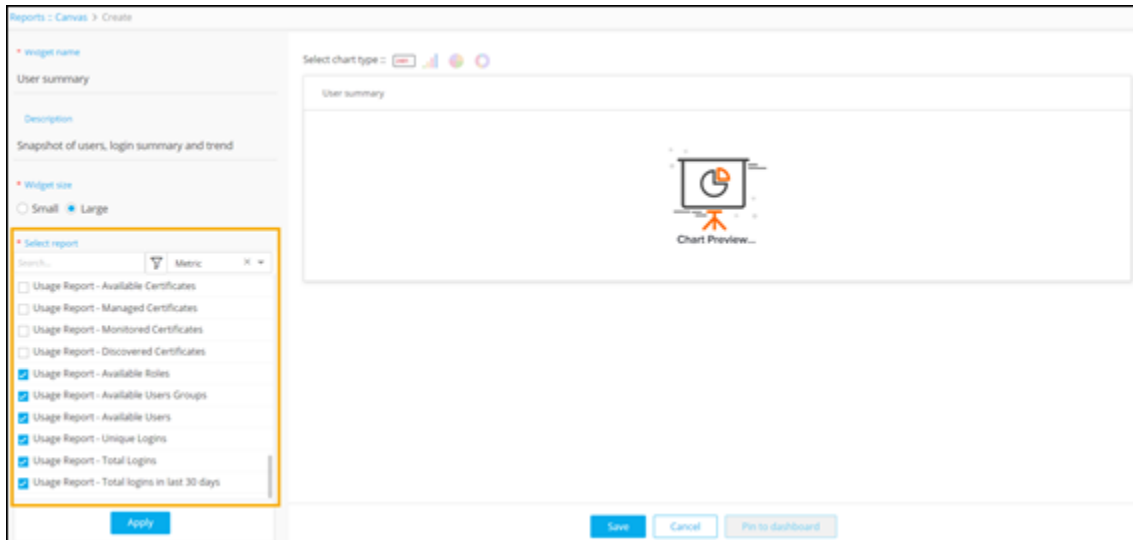 Reports :: Canvas > Create
* Widget name
User summary
Description
Snapshot of users, login summary and trend
* Widget size
Small Large
* Select report
Search...
Metric
Usage Report - Available Certificates
Usage Report - Managed Certificates
Usage Report - Monitored Certificates
Usage Report - Discovered Certificates
Usage Report - Available Roles
Usage Report - Available Users Groups
Usage Report - Available Users
Usage Report - Unique Logins
Usage Report - Total Logins
Usage Report - Total logins in last 30 days
Apply
Select chart type ::
User summary
Chart Preview...
Save Cancel Pin to dashboard